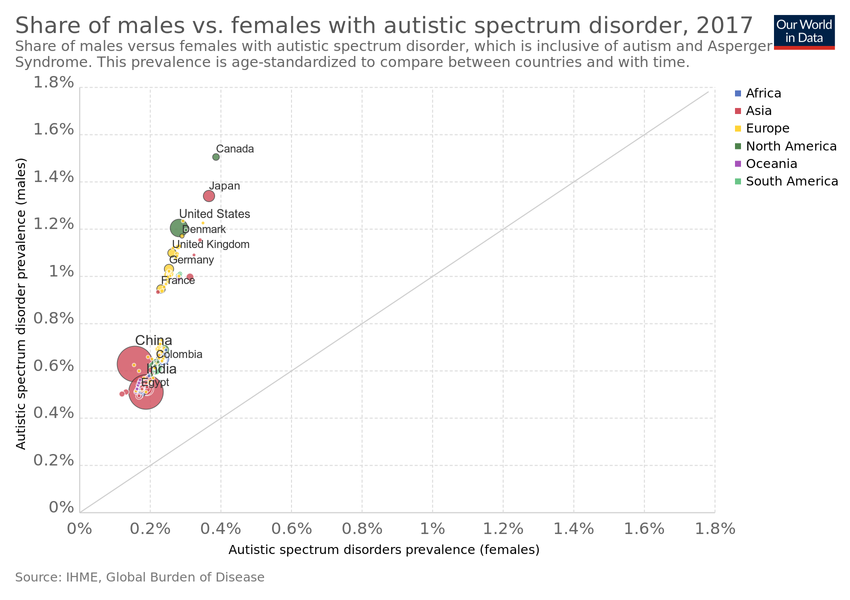 Share of males vs. females with autistic spectrum disorder, 2017
Our World
in Data
Share of males versus females with autistic spectrum disorder, which is inclusive of autism and Asperger
Syndrome. This prevalence is age-standardized to compare between countries and with time.
1.8%
1.6%
1.4%
1.2%
1%
0.8%
0.6%
0.4%
0.2%
0%
Autistic spectrum disorder prevalence (males)
Canada
Japan
United States
Denmark
United Kingdom
Germany
France
China
Colombia
India
Egypt
Africa
Asia
Europe
North America
Oceania
South America
0%
0.2%
0.4%
0.6%
0.8%
1%
1.2%
1.4%
1.6%
1.8%
Autistic spectrum disorders prevalence (females)
Source: IHME, Global Burden of Disease